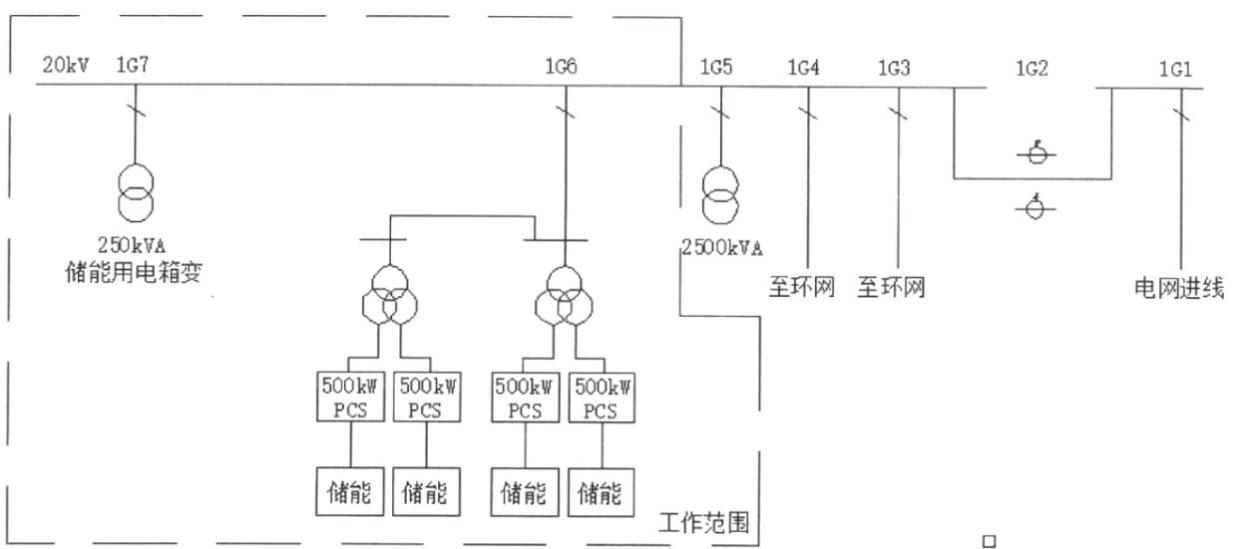 20kV 1G7 1G6 1G5 1G4 1G3 1G2 1G1
250kVA
储能用电箱变
2500kVA
至环网 至环网 电网进线
500kW 500kW 500kW 500kW
PCS PCS PCS PCS
储能 储能 储能 储能
工作范围